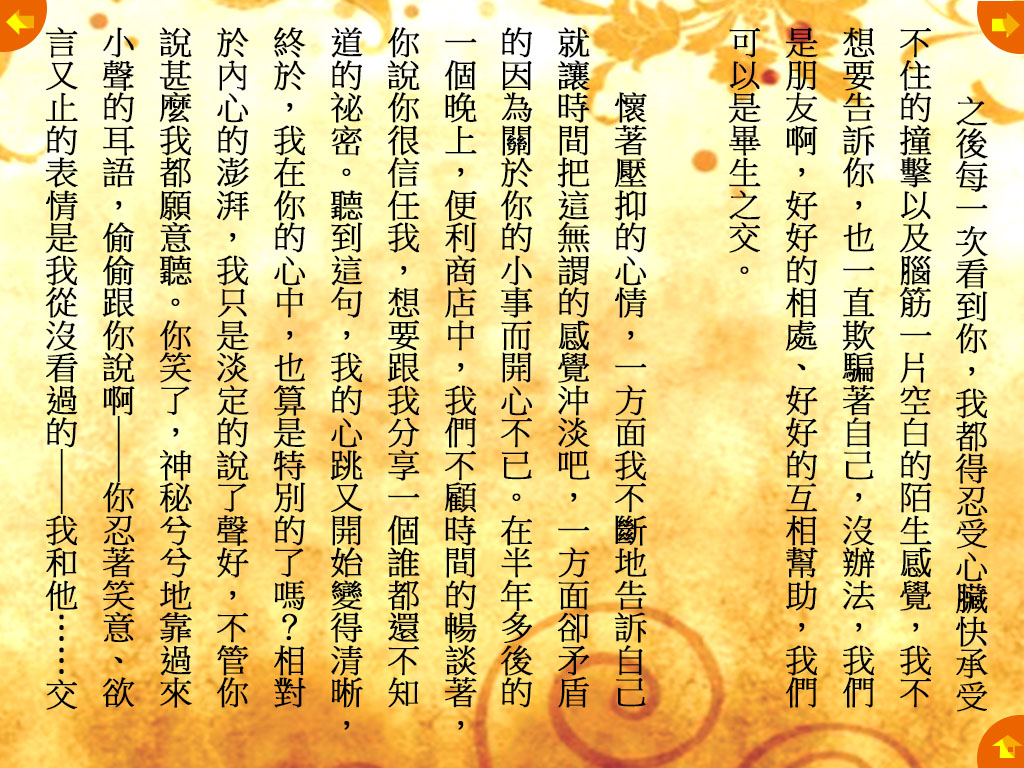 之後每一次看到你，我都得忍受心臟快承受
不住的撞擊以及腦筋一片空白的陌生感覺，我不
想要告訴你，也一直欺騙著自己，沒辦法，我們
是朋友啊，好好的相處、好好的互相幫助，我們
可以是畢生之交。
懷著壓抑的心情，一方面我不斷地告訴自己
就讓時間把這無謂的感覺沖淡吧，一方面卻矛盾
的因為關於你的小事而開心不已。在半年多後的
一個晚上，便利商店中，我們不顧時間的暢談著，
你說你很信任我，想要跟我分享一個誰都還不知
道的祕密。聽到這句，我的心跳又開始變得清晰，
終於，我在你的心中，也算是特別的了嗎？相對
於內心的澎湃，我只是淡定的說了聲好，不管你
說甚麼我都願意聽。你笑了，神秘兮兮地靠過來
小聲的耳語，偷偷跟你說啊——你忍著笑意、欲
言又止的表情是我從沒看過的——我和他……交